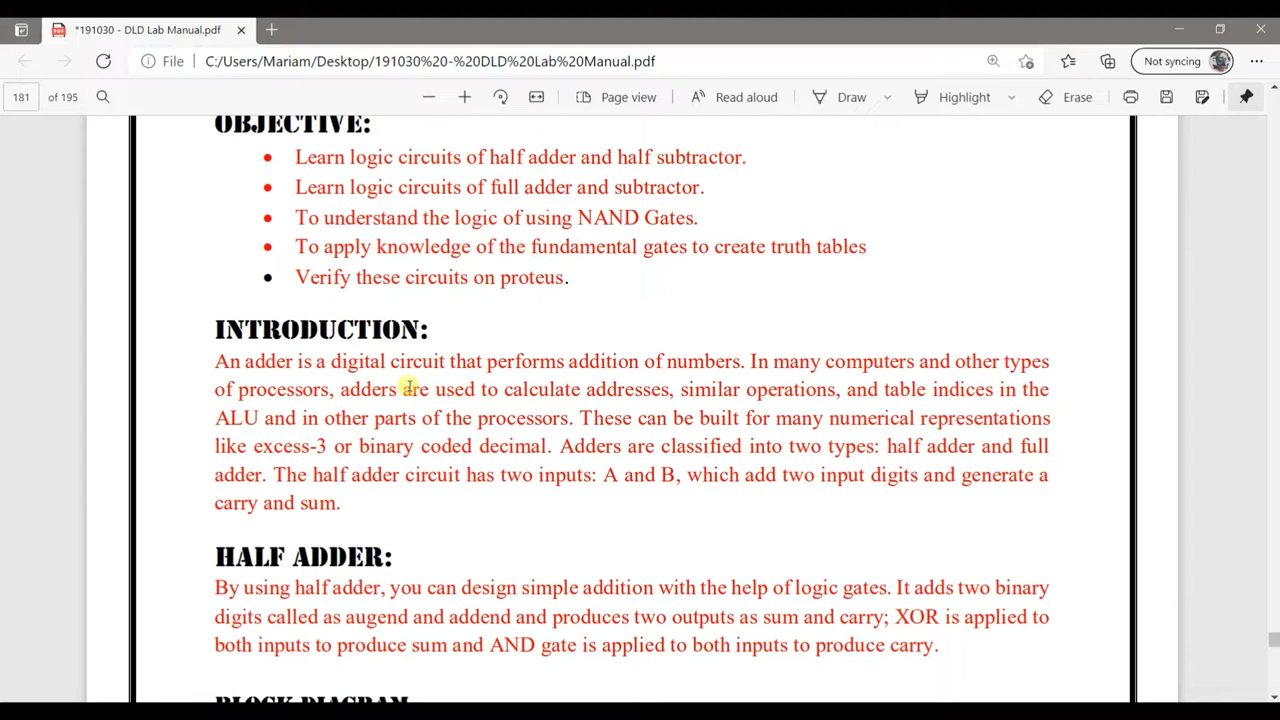 *191030 - DLD Lab Manual.pdf
File C:/Users/Mariam/Desktop/191030%20-%20DLD%20Lab%20Manual.pdf Not syncing
181 of 195 Page view Read aloud Draw Highlight Erase
OBJECTIVE:
• Learn logic circuits of half adder and half subtractor.
• Learn logic circuits of full adder and subtractor.
• To understand the logic of using NAND Gates.
• To apply knowledge of the fundamental gates to create truth tables
• Verify these circuits on proteus.
INTRODUCTION:
An adder is a digital circuit that performs addition of numbers. In many computers and other types
of processors, adders are used to calculate addresses, similar operations, and table indices in the
ALU and in other parts of the processors. These can be built for many numerical representations
like excess-3 or binary coded decimal. Adders are classified into two types: half adder and full
adder. The half adder circuit has two inputs: A and B, which add two input digits and generate a
carry and sum.
HALF ADDER:
By using half adder, you can design simple addition with the help of logic gates. It adds two binary
digits called as augend and addend and produces two outputs as sum and carry; XOR is applied to
both inputs to produce sum and AND gate is applied to both inputs to produce carry.
BLOCK DIAGRAM